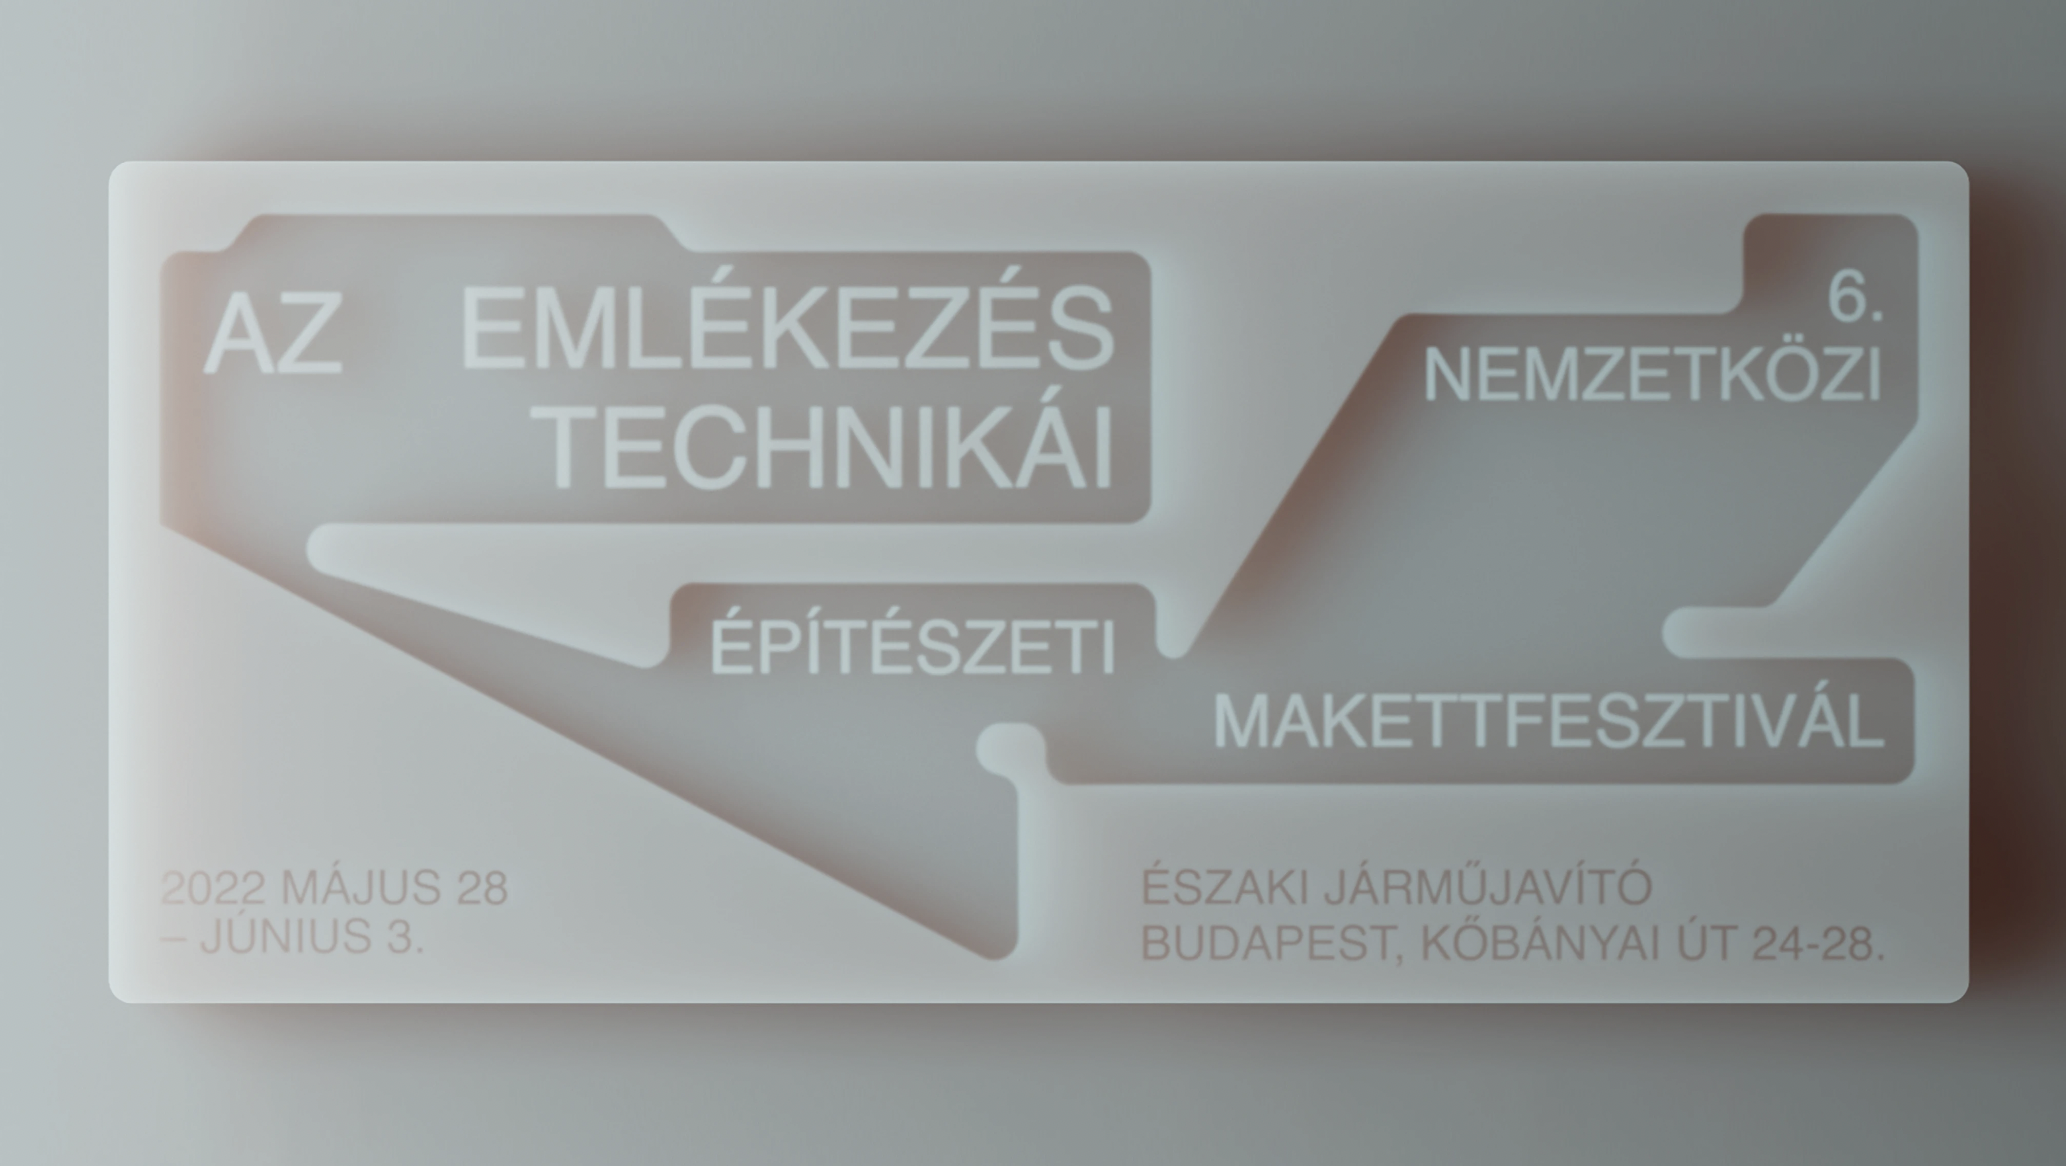 AZ EMLÉKEZÉS
TECHNIKÁI
6.
NEMZETKÖZI
ÉPÍTÉSZETI
MAKETTFESZTIVÁL
2022 MÁJUS 28
– JÚNIUS 3.
ÉSZAKI JÁRMŰJAVÍTÓ
BUDAPEST, KŐBÁNYAI ÚT 24-28.